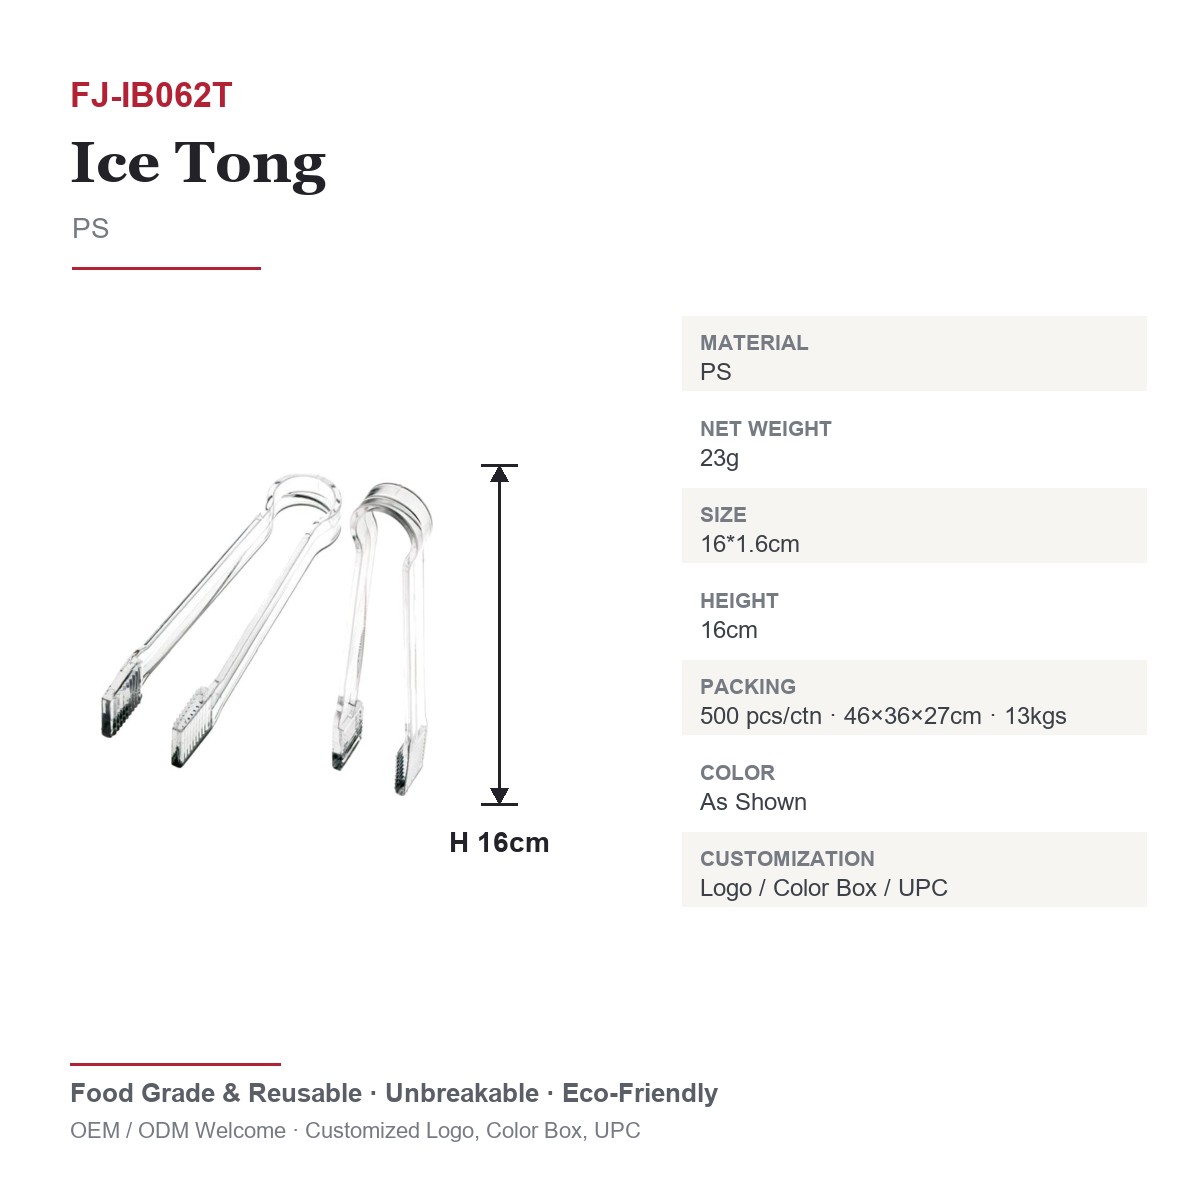 FJ-IB062T
Ice Tong
PS
MATERIAL
PS
NET WEIGHT
23g
SIZE
16*1.6cm
HEIGHT
16cm
PACKING
500 pcs/ctn · 46×36×27cm · 13kgs
COLOR
As Shown
CUSTOMIZATION
Logo / Color Box / UPC
H 16cm
Food Grade & Reusable · Unbreakable · Eco-Friendly
OEM / ODM Welcome · Customized Logo, Color Box, UPC